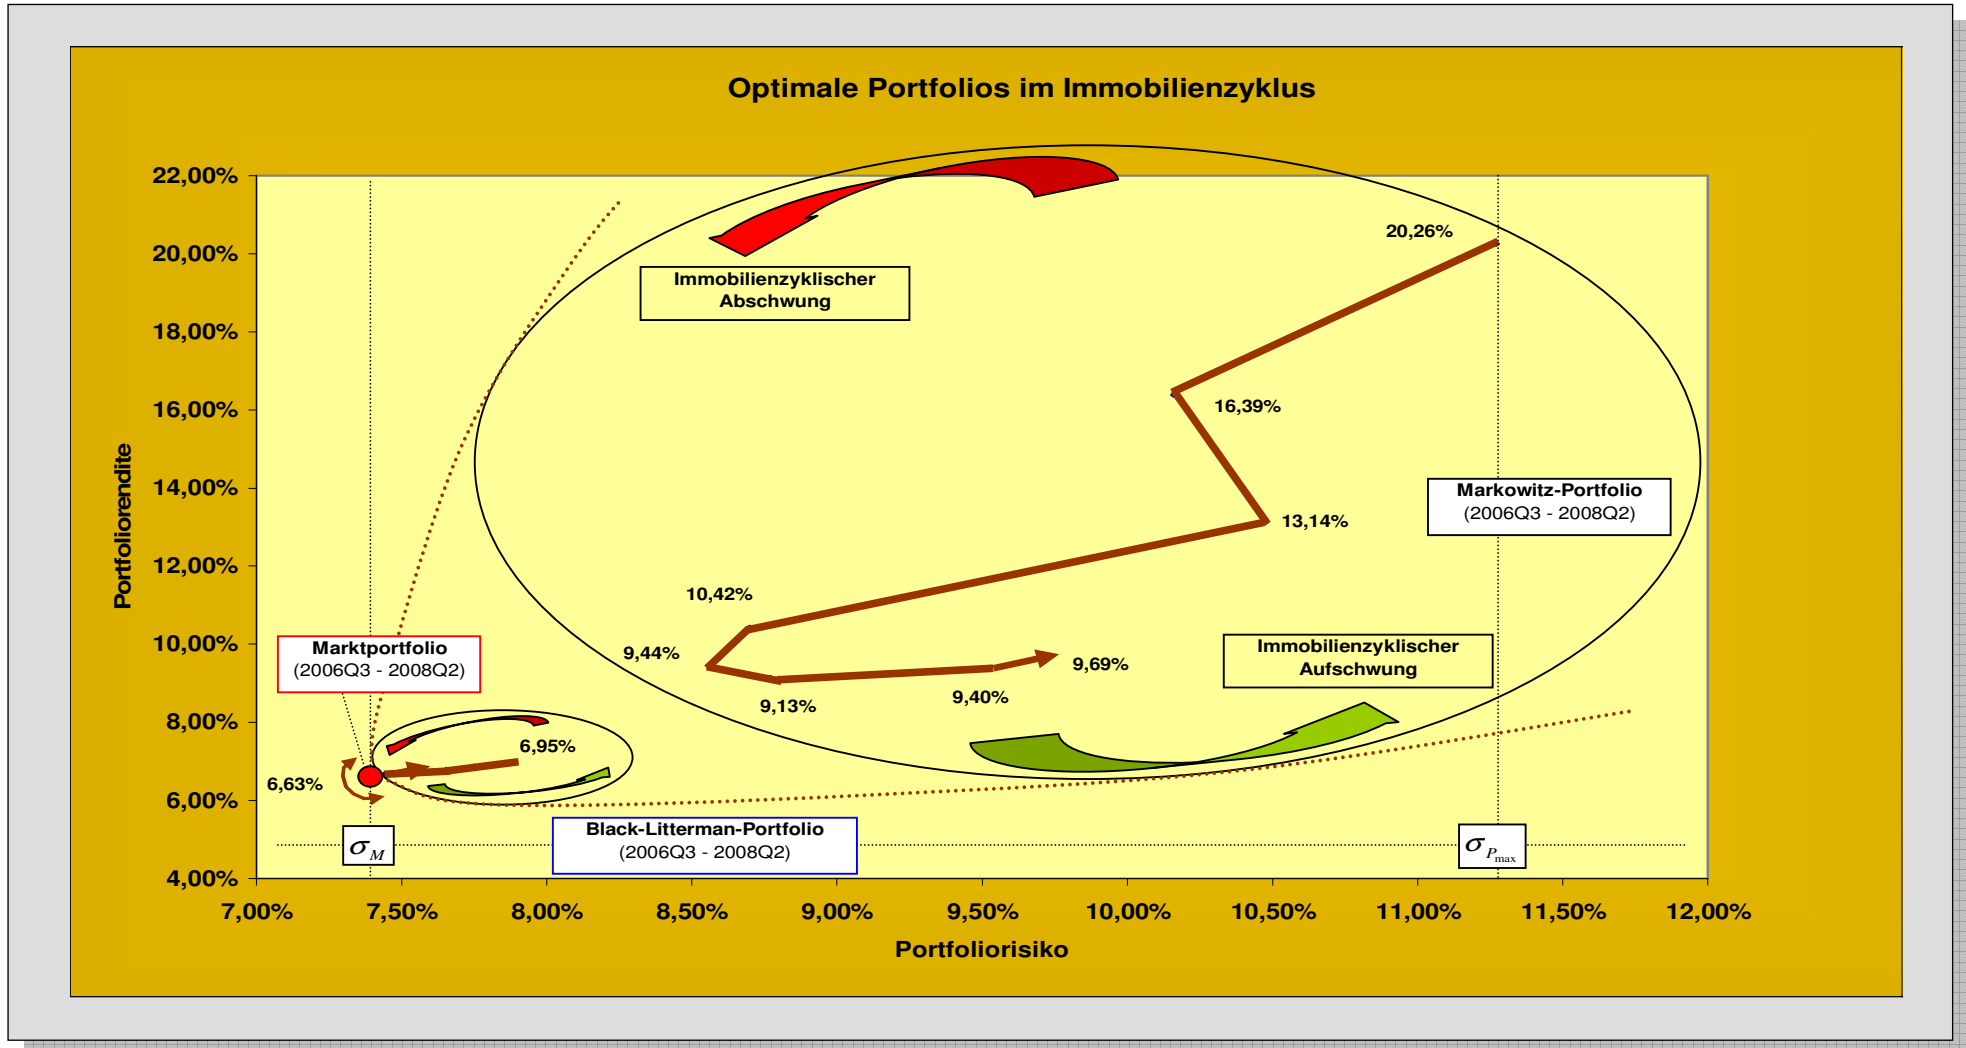 Optimale Portfolios im Immobilienzyklus
Portfoliorendite
22,00%
20,00%
18,00%
16,00%
14,00%
12,00%
10,00%
8,00%
6,00%
4,00%
Immobilienzyklischer
Abschwung
20,26%
16,39%
Markowitz-Portfolio
(2006Q3 - 2008Q2)
13,14%
10,42%
9,44%
9,13%
9,40%
9,69%
Immobilienzyklischer
Aufschwung
Marktportfolio
(2006Q3 - 2008Q2)
6,95%
6,63%
Black-Litterman-Portfolio
(2006Q3 - 2008Q2)
σ_M
σ_P_max
7,00% 7,50% 8,00% 8,50% 9,00% 9,50% 10,00% 10,50% 11,00% 11,50% 12,00%
Portfoliorisiko